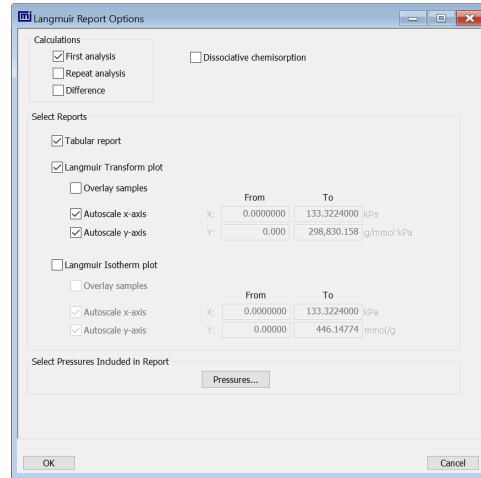 mi Langmuir Report Options
Calculations
First analysis
Dissociative chemisorption
Repeat analysis
Difference
Select Reports
Tabular report
Langmuir Transform plot
Overlay samples
From To
Autoscale x-axis X: 0.0000000 133.3224000 kPa
Autoscale y-axis Y: 0.000 298,830.158 g/mmol·kPa
Langmuir Isotherm plot
Overlay samples
From To
Autoscale x-axis X: 0.0000000 133.3224000 kPa
Autoscale y-axis Y: 0.00000 446.14774 mmol/g
Select Pressures Included in Report
Pressures...
OK Cancel